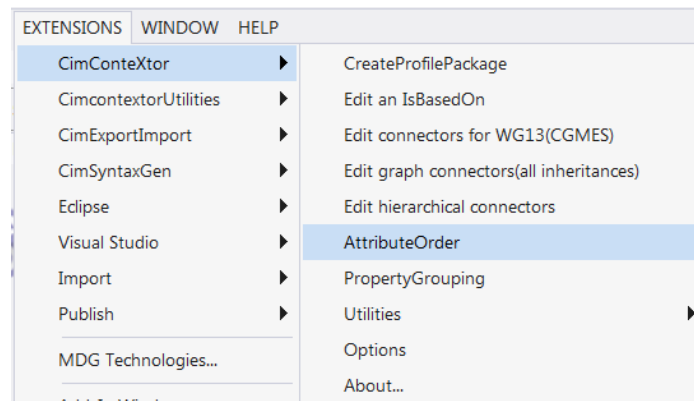 EXTENSIONS WINDOW HELP
CimConteXtor
CimcontextorUtilities
CimExportImport
CimSyntaxGen
Eclipse
Visual Studio
Import
Publish
MDG Technologies...
CreateProfilePackage
Edit an IsBasedOn
Edit connectors for WG13(CGMES)
Edit graph connectors(all inheritances)
Edit hierarchical connectors
AttributeOrder
PropertyGrouping
Utilities
Options
About...